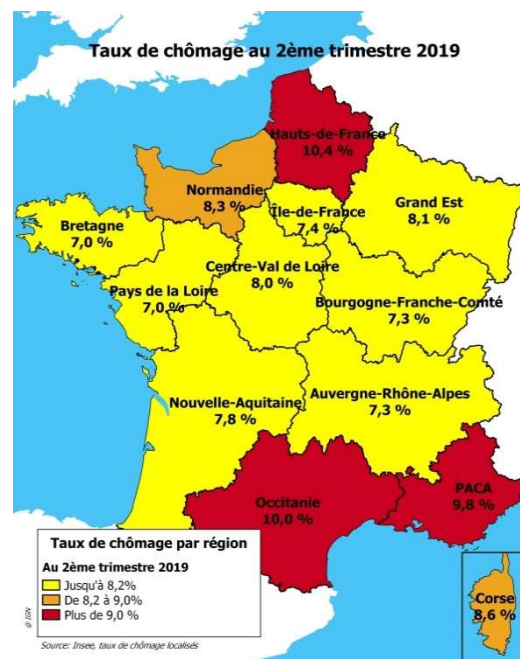 Taux de chômage au 2ème trimestre 2019
Hauts-de-France
10,4 %
Normandie
8,3 %
Île-de-France
7,4 %
Grand Est
8,1 %
Bretagne
7,0 %
Centre-Val de Loire
8,0 %
Pays de la Loire
7,0 %
Bourgogne-Franche-Comté
7,3 %
Nouvelle-Aquitaine
7,8 %
Auvergne-Rhône-Alpes
7,3 %
Occitanie
10,0 %
PACA
9,8 %
Corse
8,6 %
Taux de chômage par région
Au 2ème trimestre 2019
Jusqu'à 8,2%
De 8,2 à 9,0%
Plus de 9,0 %
© IGN
Source: Insee, taux de chômage localisés